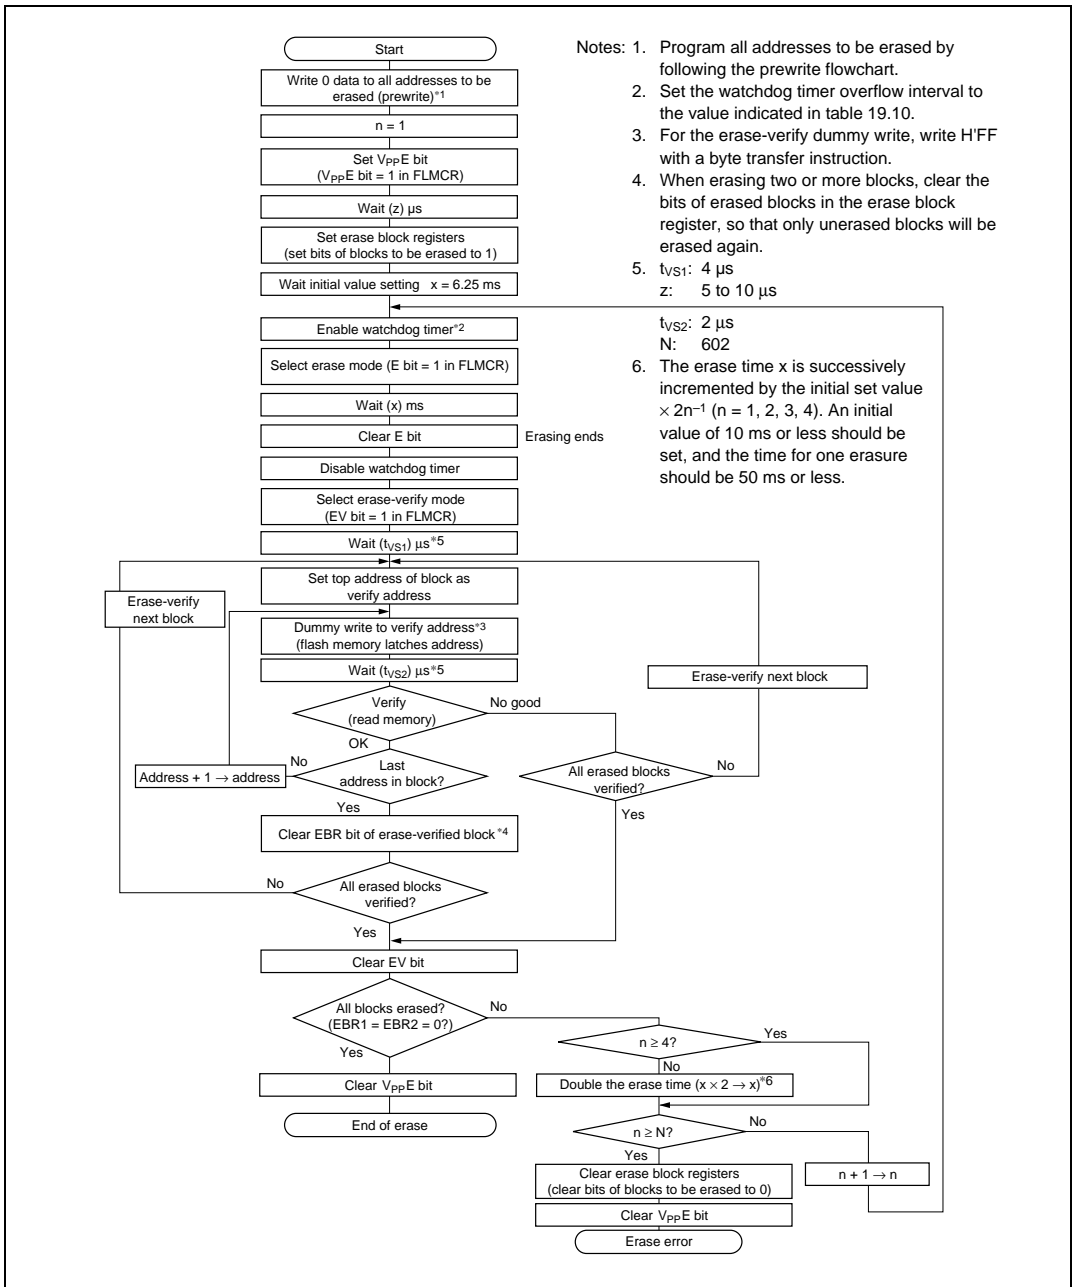 Start
Write 0 data to all addresses to be
erased (prewrite)*1
n = 1
Set VPPE bit
(VPPE bit = 1 in FLMCR)
Wait (z) µs
Set erase block registers
(set bits of blocks to be erased to 1)
Wait initial value setting x = 6.25 ms
Enable watchdog timer*2
Select erase mode (E bit = 1 in FLMCR)
Wait (x) ms
Clear E bit
Erasing ends
Disable watchdog timer
Select erase-verify mode
(EV bit = 1 in FLMCR)
Wait (tVS1) µs*5
Set top address of block as
verify address
Erase-verify
next block
Dummy write to verify address*3
(flash memory latches address)
Wait (tVS2) µs*5
Erase-verify next block
Verify
(read memory)
No good
OK
No
Last
address in block?
Address + 1 → address
All erased blocks
verified?
No
Yes
Yes
Clear EBR bit of erase-verified block*4
No
All erased blocks
verified?
Yes
Clear EV bit
All blocks erased?
(EBR1 = EBR2 = 0?)
No
Yes
n ≥ 4?
Yes
No
Clear VPPE bit
Double the erase time (x × 2 → x)*6
End of erase
n ≥ N?
No
Yes
Clear erase block registers
(clear bits of blocks to be erased to 0)
n + 1 → n
Clear VPPE bit
Erase error
Notes: 1. Program all addresses to be erased by
following the prewrite flowchart.
2. Set the watchdog timer overflow interval to
the value indicated in table 19.10.
3. For the erase-verify dummy write, write H'FF
with a byte transfer instruction.
4. When erasing two or more blocks, clear the
bits of erased blocks in the erase block
register, so that only unerased blocks will be
erased again.
5. tVS1: 4 µs
z: 5 to 10 µs
tVS2: 2 µs
N: 602
6. The erase time x is successively
incremented by the initial set value
× 2n–1 (n = 1, 2, 3, 4). An initial
value of 10 ms or less should be
set, and the time for one erasure
should be 50 ms or less.